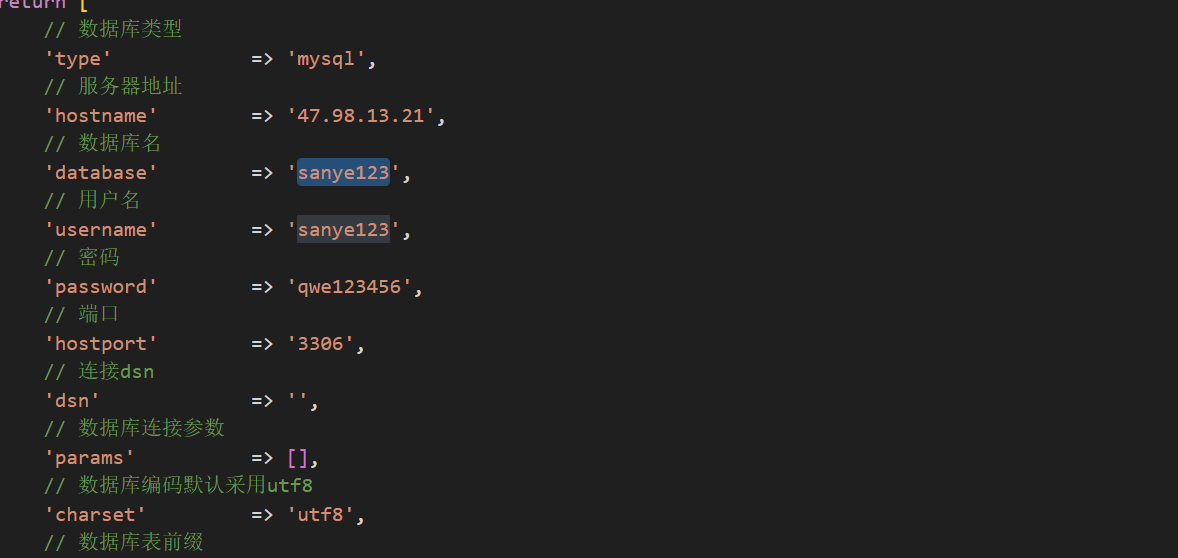 return [
// 数据库类型
'type' => 'mysql',
// 服务器地址
'hostname' => '47.98.13.21',
// 数据库名
'database' => 'sanye123',
// 用户名
'username' => 'sanye123',
// 密码
'password' => 'qwe123456',
// 端口
'hostport' => '3306',
// 连接dsn
'dsn' => '',
// 数据库连接参数
'params' => [],
// 数据库编码默认采用utf8
'charset' => 'utf8',
// 数据库表前缀